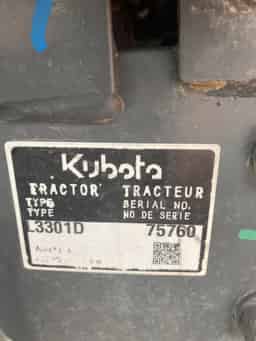 Kubota
TRACTOR TRACTEUR
TYPE SERIAL NO.
TYPE NO DE SERIE
L3301D 75760